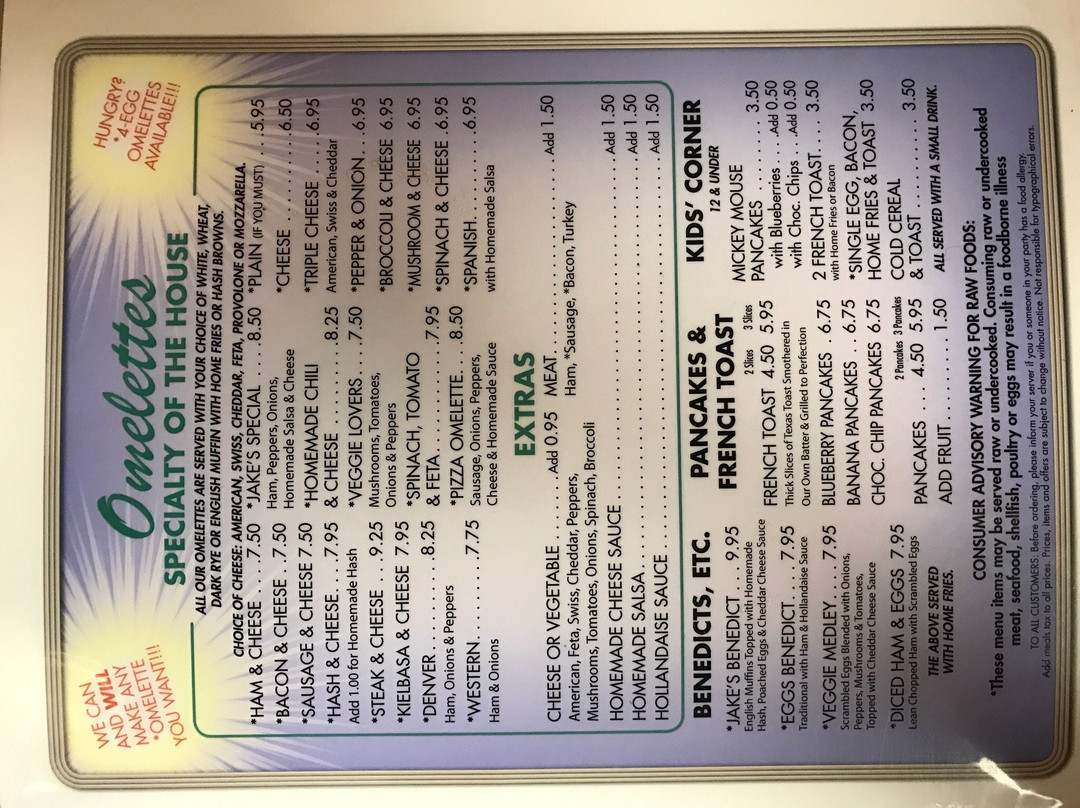 WE CAN
AND WILL
MAKE ANY
*OMELETTE
YOU WANT!!!
Omelettes
SPECIALTY OF THE HOUSE
HUNGRY?
*4-EGG
OMELETTES
AVAILABLE!!!
ALL OUR OMELETTES ARE SERVED WITH YOUR CHOICE OF WHITE, WHEAT,
DARK RYE OR ENGLISH MUFFIN WITH HOME FRIES OR HASH BROWNS.
CHOICE OF CHEESE: AMERICAN, SWISS, CHEDDAR, FETA, PROVOLONE OR MOZZARELLA.
*HAM & CHEESE .... 7.50
*BACON & CHEESE .. 7.50
*SAUSAGE & CHEESE 7.50
*HASH & CHEESE.... 7.95
Add 1.00 for Homemade Hash
*STEAK & CHEESE ... 9.25
*KIELBASA & CHEESE 7.95
*DENVER........... 8.25
Ham, Onions & Peppers
*WESTERN......... 7.75
Ham & Onions
*JAKE'S SPECIAL .... 8.50
Ham, Peppers, Onions,
Homemade Salsa & Cheese
*HOMEMADE CHILI
& CHEESE ......... 8.25
*VEGGIE LOVERS ... 7.50
Mushrooms, Tomatoes,
Onions & Peppers
*SPINACH, TOMATO
& FETA........... 7.95
*PIZZA OMELETTE.... 8.50
Sausage, Onions, Peppers,
Cheese & Homemade Sauce
*PLAIN (IF YOU MUST) ... 5.95
*CHEESE .......... 6.50
*TRIPLE CHEESE ..... 6.95
American, Swiss & Cheddar
*PEPPER & ONION... 6.95
*BROCCOLI & CHEESE 6.95
*MUSHROOM & CHEESE 6.95
*SPINACH & CHEESE . 6.95
*SPANISH.......... 6.95
with Homemade Salsa
EXTRAS
CHEESE OR VEGETABLE ........ Add 0.95
American, Feta, Swiss, Cheddar, Peppers,
Mushrooms, Tomatoes, Onions, Spinach, Broccoli
MEAT........................ Add 1.50
Ham, *Sausage, *Bacon, Turkey
HOMEMADE CHEESE SAUCE ........................ Add 1.50
HOMEMADE SALSA........................ Add 1.50
HOLLANDAISE SAUCE ........................ Add 1.50
BENEDICTS, ETC.
*JAKE'S BENEDICT .... 9.95
English Muffins Topped with Homemade
Hash, Poached Eggs & Cheddar Cheese Sauce
*EGGS BENEDICT.... 7.95
Traditional with Ham & Hollandaise Sauce
*VEGGIE MEDLEY.... 7.95
Scrambled Eggs Blended with Onions,
Peppers, Mushrooms & Tomatoes,
Topped with Cheddar Cheese Sauce
*DICED HAM & EGGS 7.95
Lean Chopped Ham with Scrambled Eggs
THE ABOVE SERVED
WITH HOME FRIES.
PANCAKES &
FRENCH TOAST
2 Slices 3 Slices
FRENCH TOAST 4.50 5.95
Thick Slices of Texas Toast Smothered in
Our Own Batter & Grilled to Perfection
BLUEBERRY PANCAKES . 6.75
BANANA PANCAKES .. 6.75
CHOC. CHIP PANCAKES 6.75
2 Pancakes 3 Pancakes
PANCAKES 4.50 5.95
ADD FRUIT......... 1.50
KIDS' CORNER
12 & UNDER
MICKEY MOUSE
PANCAKES ......... 3.50
with Blueberries .. Add 0.50
with Choc. Chips .. Add 0.50
2 FRENCH TOAST..... 3.50
with Home Fries or Bacon
*SINGLE EGG, BACON,
HOME FRIES & TOAST 3.50
COLD CEREAL
& TOAST .......... 3.50
ALL SERVED WITH A SMALL DRINK.
CONSUMER ADVISORY WARNING FOR RAW FOODS:
*These menu items may be served raw or undercooked. Consuming raw or undercooked
meat, seafood, shellfish, poultry or eggs may result in a foodborne illness
TO ALL CUSTOMERS: Before ordering, please inform your server if you or someone in your party has a food allergy.
Add meals tax to all prices. Prices, items and offers are subject to change without notice. Not responsible for typographical errors.